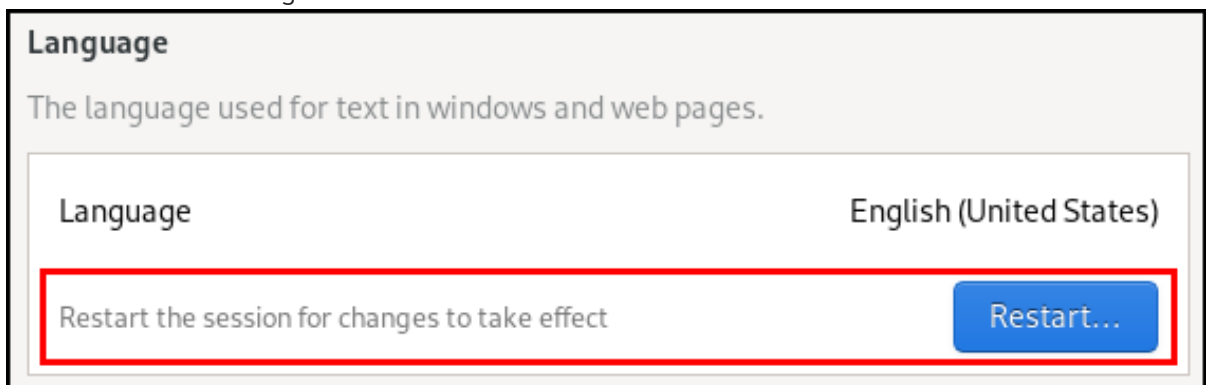 Language
The language used for text in windows and web pages.
Language English (United States)
Restart the session for changes to take effect Restart...